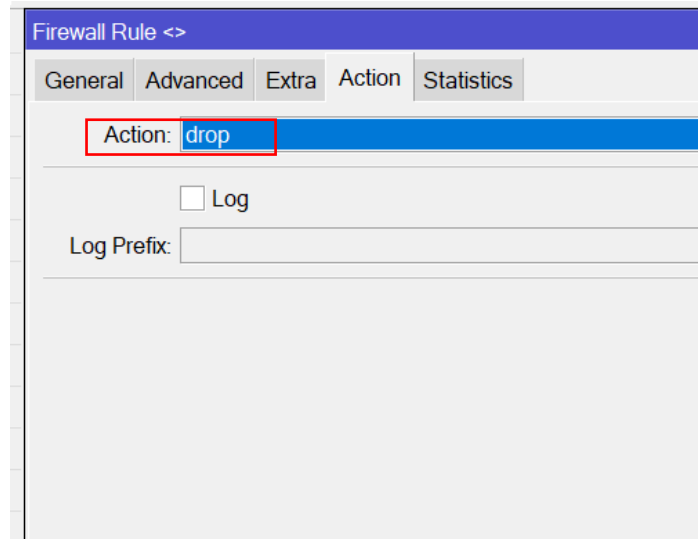 Firewall Rule <>
General Advanced Extra Action Statistics
Action: drop
Log
Log Prefix: